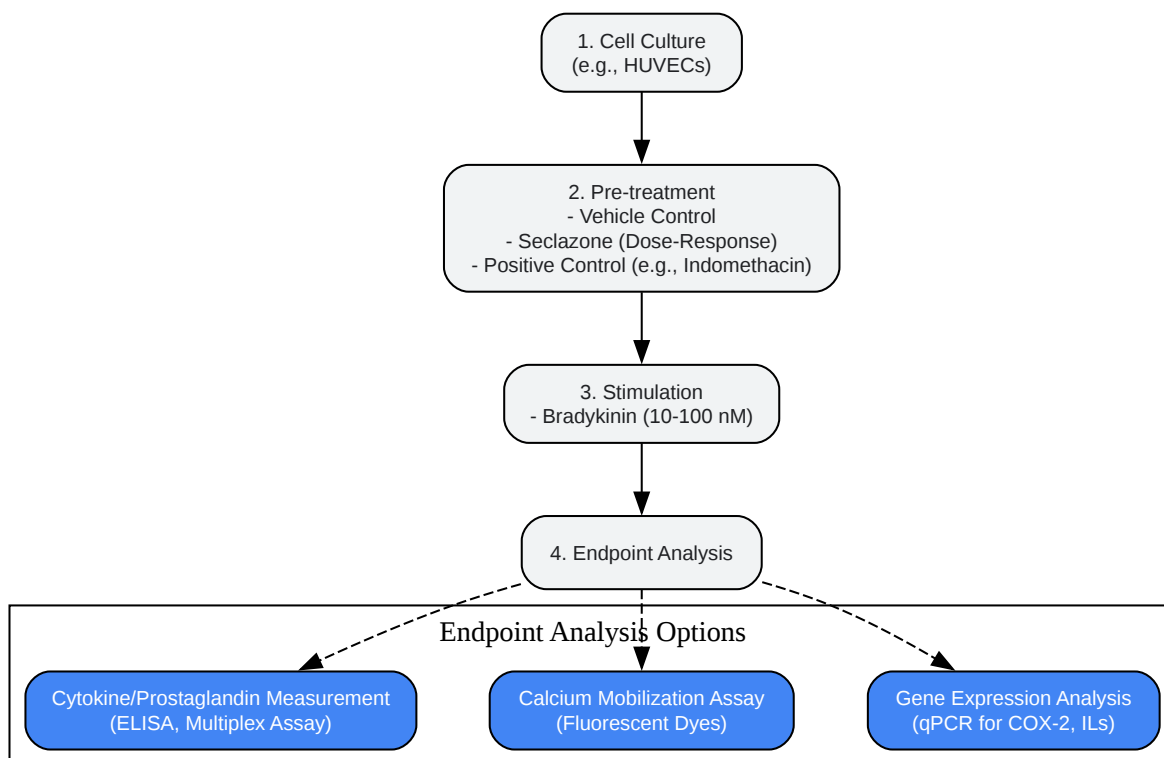 1. Cell Culture
(e.g., HUVECs)
2. Pre-treatment
- Vehicle Control
- Seclazone (Dose-Response)
- Positive Control (e.g., Indomethacin)
3. Stimulation
- Bradykinin (10-100 nM)
4. Endpoint Analysis
Endpoint Analysis Options
Cytokine/Prostaglandin Measurement
(ELISA, Multiplex Assay)
Calcium Mobilization Assay
(Fluorescent Dyes)
Gene Expression Analysis
(qPCR for COX-2, ILs)